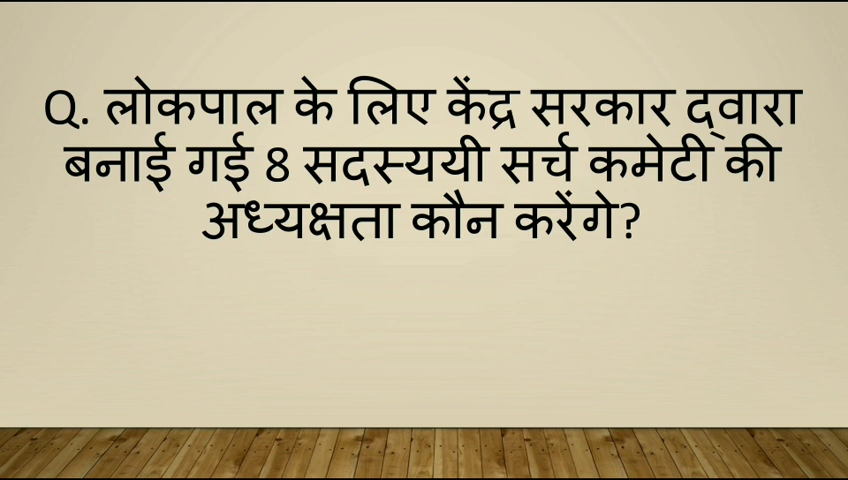 Q. लोकपाल के लिए केंद्र सरकार द्‌वारा
बनाई गई 8 सदस्ययी सर्च कमेटी की
अध्यक्षता कौन करेंगे?